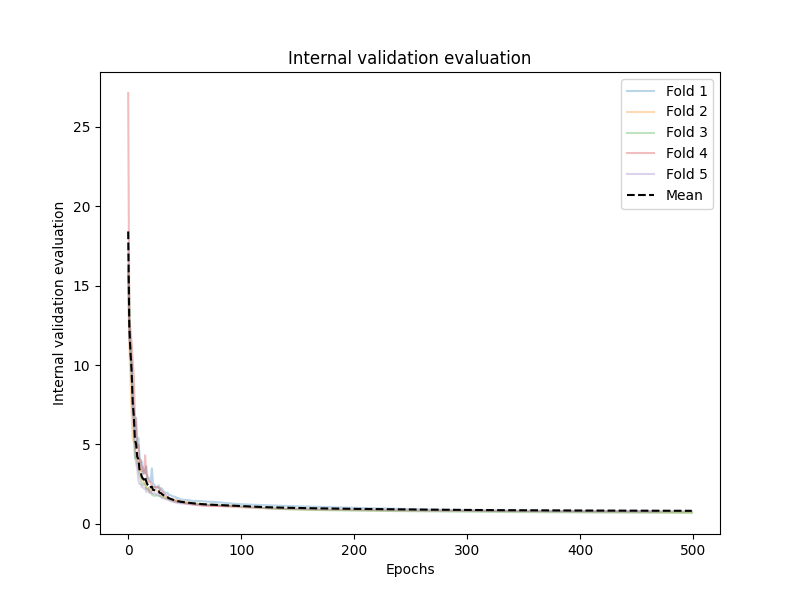 Internal validation evaluation
Fold 1
Fold 2
Fold 3
Fold 4
Fold 5
Mean
Internal validation evaluation
25
20
15
10
5
0
0 100 200 300 400 500
Epochs